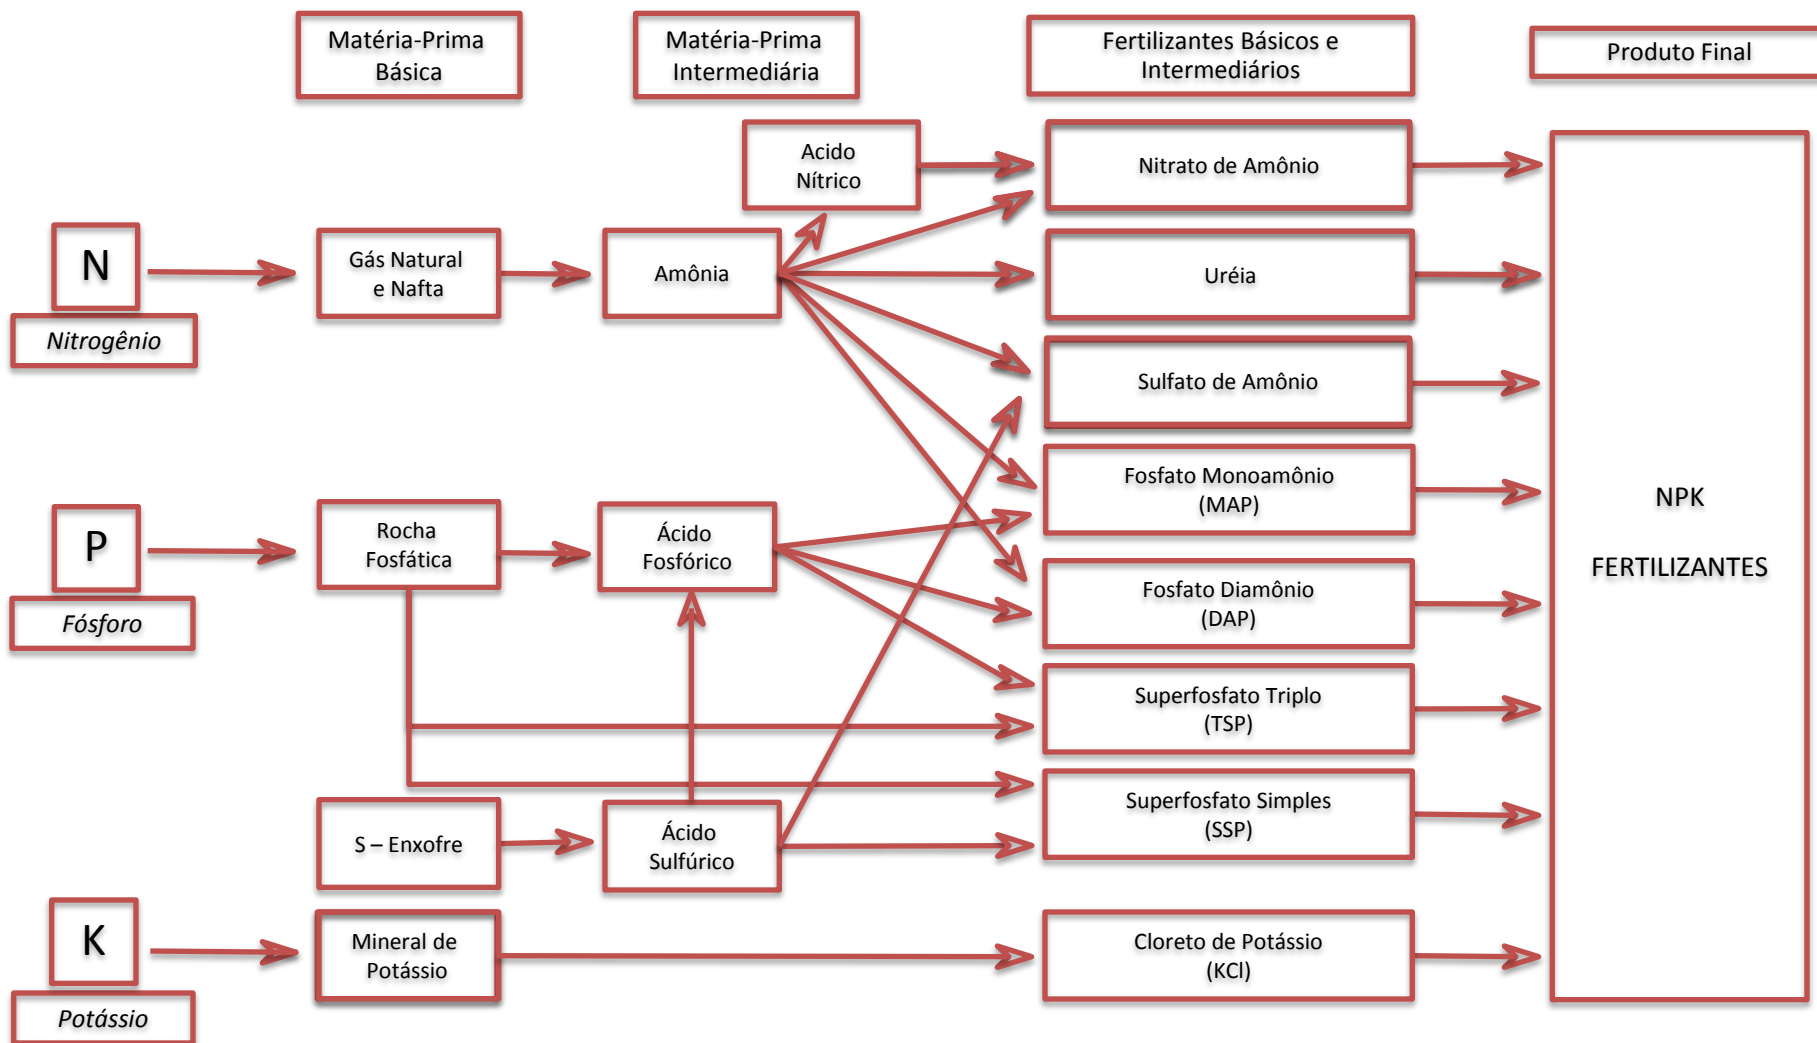 Matéria-Prima
Básica
Matéria-Prima
Intermediária
Fertilizantes Básicos e
Intermediários
Produto Final
Acido
Nítrico
Nitrato de Amônio
N
Nitrogênio
Gás Natural
e Nafta
Amônia
Uréia
Sulfato de Amônio
P
Fósforo
Rocha
Fosfática
Ácido
Fosfórico
Fosfato Monoamônio
(MAP)
Fosfato Diamônio
(DAP)
Superfosfato Triplo
(TSP)
S – Enxofre
Ácido
Sulfúrico
Superfosfato Simples
(SSP)
K
Potássio
Mineral de
Potássio
Cloreto de Potássio
(KCl)
NPK
FERTILIZANTES